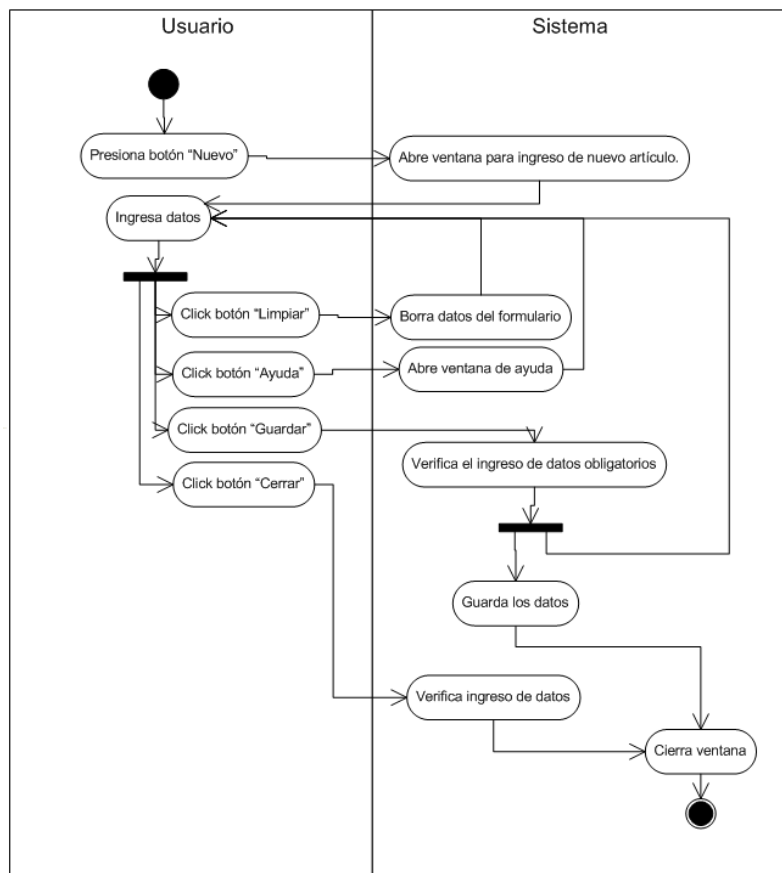 Usuario
Sistema
Presiona botón “Nuevo”
Abre ventana para ingreso de nuevo artículo.
Ingresa datos
Click botón “Limpiar”
Borra datos del formulario
Click botón “Ayuda”
Abre ventana de ayuda
Click botón “Guardar”
Verifica el ingreso de datos obligatorios
Click botón “Cerrar”
Guarda los datos
Verifica ingreso de datos
Cierra ventana